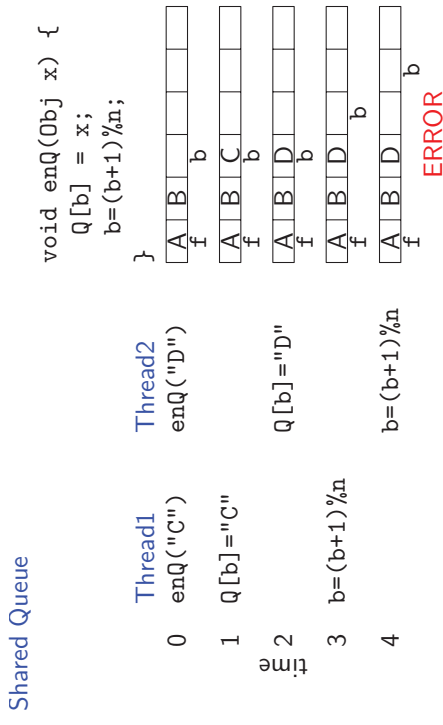 Shared Queue
void enQ(Obj x) {
Q[b] = x;
b=(b+1)%n;
}
Thread1 Thread2
time
0 enQ("C") enQ("D") A B
f b
1 Q[b]="C" A B C
f b
2 Q[b]="D" A B D
f b
3 b=(b+1)%n A B D
f b
4 b=(b+1)%n A B D
f b
ERROR